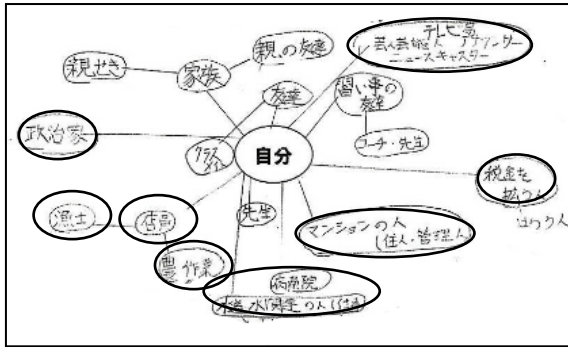 テレビ
芸人芸能人 アナウンサー
ニュースキャスター
親せき
家族
親の友達
友達
習い事の
友達
コーチ・先生
政治家
クラス
自分
税金を
払う人
漁士
店員
先生
マンションの人
(住人・管理人)
農作業
病院
水道